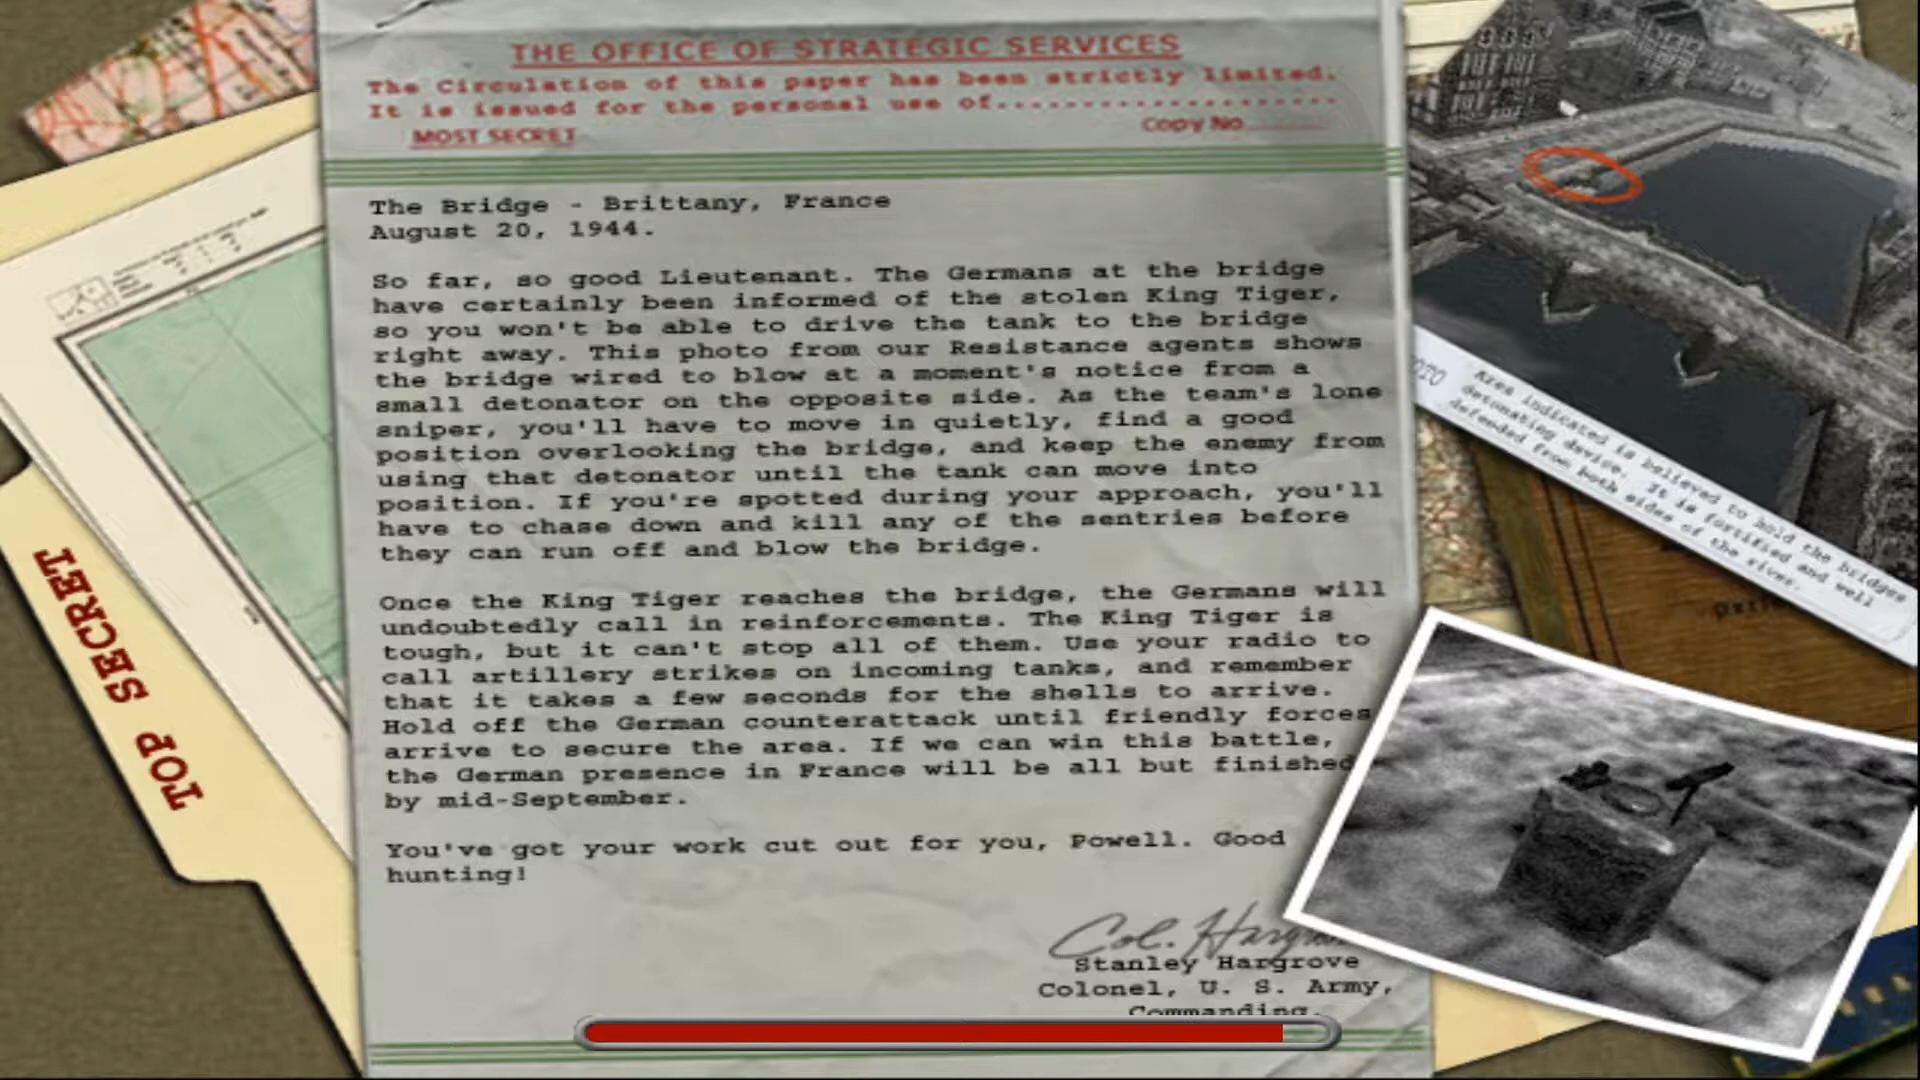 THE OFFICE OF STRATEGIC SERVICES
The Circulation of this paper has been strictly limited.
It is issued for the personal use of......................
MOST SECRET
Copy No
The Bridge - Brittany, France
August 20, 1944.
So far, so good Lieutenant. The Germans at the bridge
have certainly been informed of the stolen King Tiger,
so you won't be able to drive the tank to the bridge
right away. This photo from our Resistance agents shows
the bridge wired to blow at a moment's notice from a
small detonator on the opposite side. As the team's lone
sniper, you'll have to move in quietly, find a good
position overlooking the bridge, and keep the enemy from
using that detonator until the tank can move into
position. If you're spotted during your approach, you'll
have to chase down and kill any of the sentries before
they can run off and blow the bridge.
Once the King Tiger reaches the bridge, the Germans will
undoubtedly call in reinforcements. The King Tiger is
tough, but it can't stop all of them. Use your radio to
call artillery strikes on incoming tanks, and remember
that it takes a few seconds for the shells to arrive.
Hold off the German counterattack until friendly forces
arrive to secure the area. If we can win this battle,
the German presence in France will be all but finished
by mid-September.
You've got your work cut out for you, Powell. Good
hunting!
Col. Hargrove
Stanley Hargrove
Colonel, U. S. Army,
Commanding.
TOP SECRET
Area indicated is believed to hold the bridges
detonating device. It is fortified and well
defended from both sides of the river.